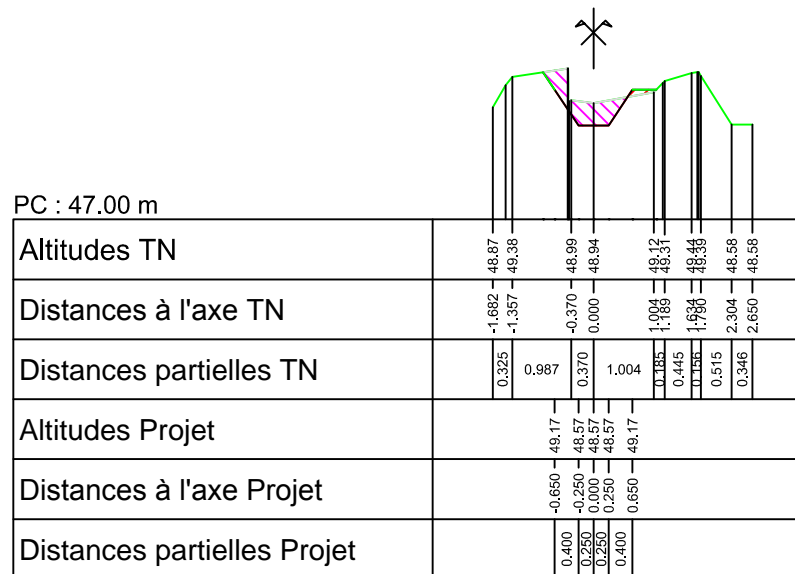 PC : 47.00 m
Altitudes TN 48.87 49.38 48.99 48.94 49.12 49.31 49.44 49.39 48.58 48.58
Distances à l'axe TN -1.682 -1.357 -0.370 0.000 1.004 1.189 1.634 1.790 2.304 2.650
Distances partielles TN 0.325 0.987 0.370 1.004 0.185 0.445 0.156 0.515 0.346
Altitudes Projet 49.17 48.57 48.57 48.57 49.17
Distances à l'axe Projet -0.650 -0.250 0.000 0.250 0.650
Distances partielles Projet 0.400 0.250 0.250 0.400